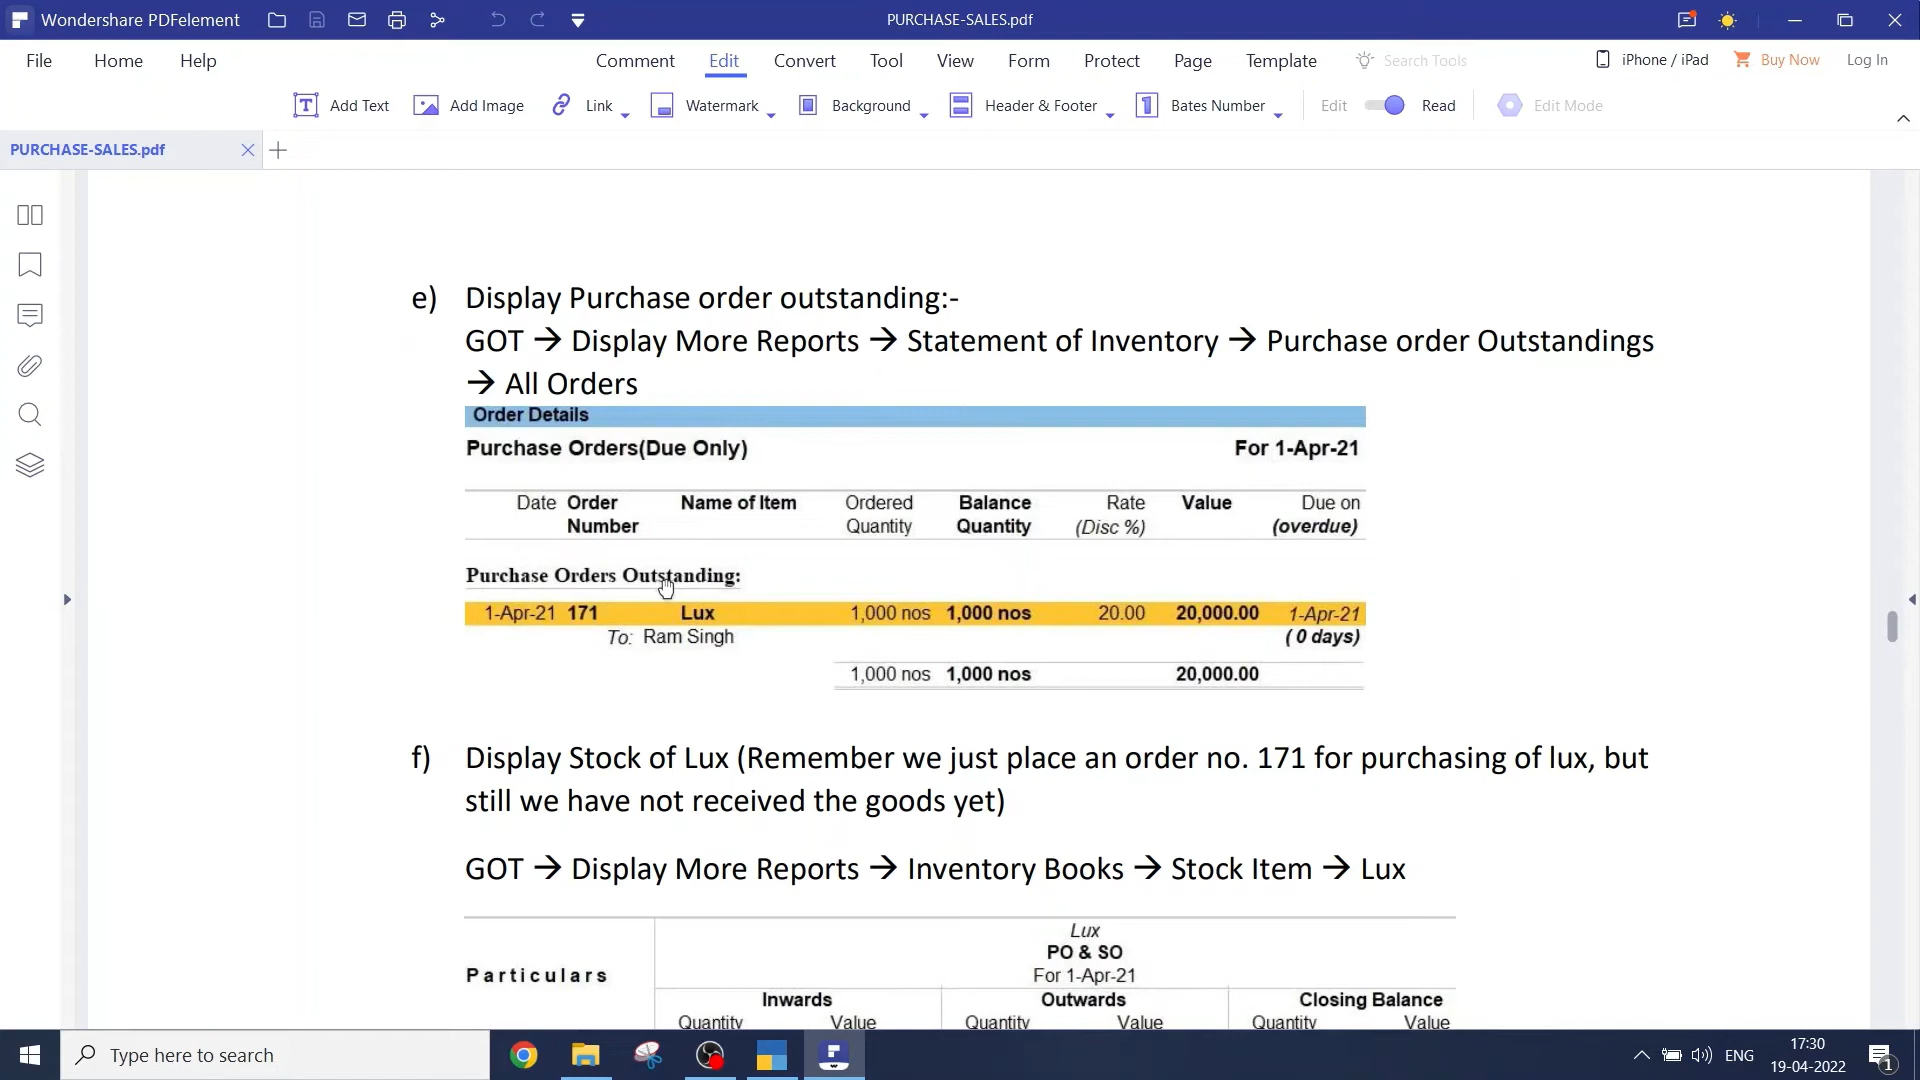 Wondershare PDFelement
PURCHASE-SALES.pdf
File Home Help Comment Edit Convert Tool View Form Protect Page Template Search Tools iPhone / iPad Buy Now Log In
Add Text Add Image Link Watermark Background Header & Footer Bates Number Edit Read Edit Mode
PURCHASE-SALES.pdf
e) Display Purchase order outstanding:-
GOT → Display More Reports → Statement of Inventory → Purchase order Outstandings
→ All Orders
Order Details
Purchase Orders(Due Only) For 1-Apr-21
Date Order Name of Item Ordered Balance Rate Value Due on
Number Quantity Quantity (Disc %) (overdue)
Purchase Orders Outstanding:
1-Apr-21 171 Lux 1,000 nos 1,000 nos 20.00 20,000.00 1-Apr-21
To: Ram Singh ( 0 days)
1,000 nos 1,000 nos 20,000.00
f) Display Stock of Lux (Remember we just place an order no. 171 for purchasing of lux, but
still we have not received the goods yet)
GOT → Display More Reports → Inventory Books → Stock Item → Lux
Lux
PO & SO
Particulars For 1-Apr-21
Inwards Outwards Closing Balance
Quantity Value Quantity Value Quantity Value
Type here to search
ENG
17:30
19-04-2022
1